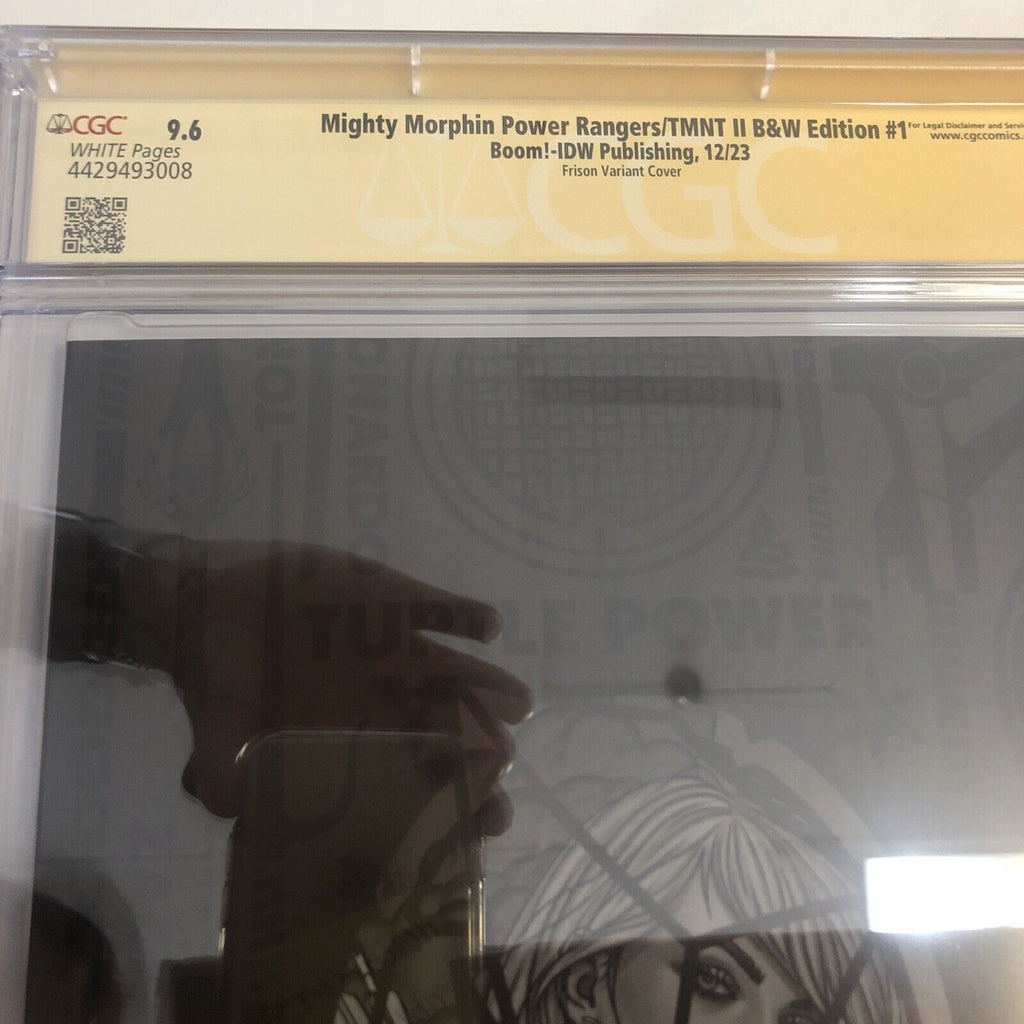 CGC
9.6
WHITE Pages
4429493008
Mighty Morphin Power Rangers/TMNT II B&W Edition #1
Boom!-IDW Publishing, 12/23
Frison Variant Cover
For Legal Disclaimer and
www.cgccomics.
CGC
TURTLE POWER